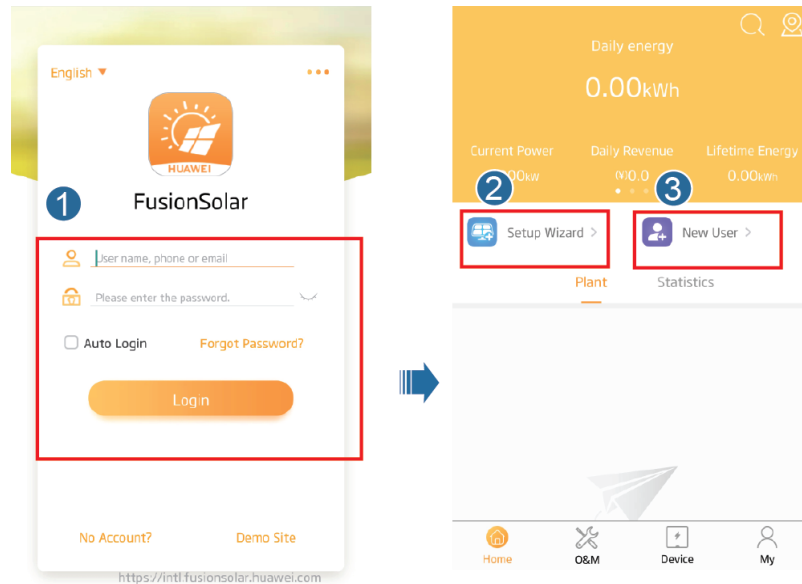 English
HUAWEI
1
FusionSolar
User name, phone or email
Please enter the password.
Auto Login
Forgot Password?
Login
No Account?
Demo Site
https://intl.fusionsolar.huawei.com
Daily energy
0.00kWh
Current Power
Daily Revenue
Lifetime Energy
(¥)0.0
0.00kWh
2
3
Setup Wizard >
New User >
Plant
Statistics
Home
O&M
Device
My